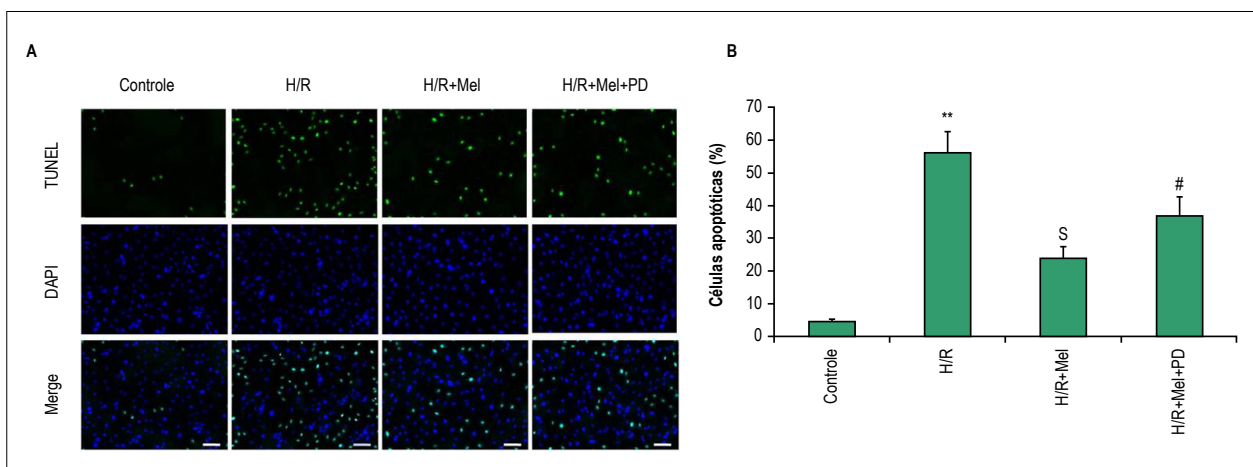 A
Controle H/R H/R+Mel H/R+Mel+PD
TUNEL
DAPI
Merge
B
Células apoptóticas (%)
70
60
50
40
30
20
10
0
**
S
#
Controle
H/R
H/R+Mel
H/R+Mel+PD